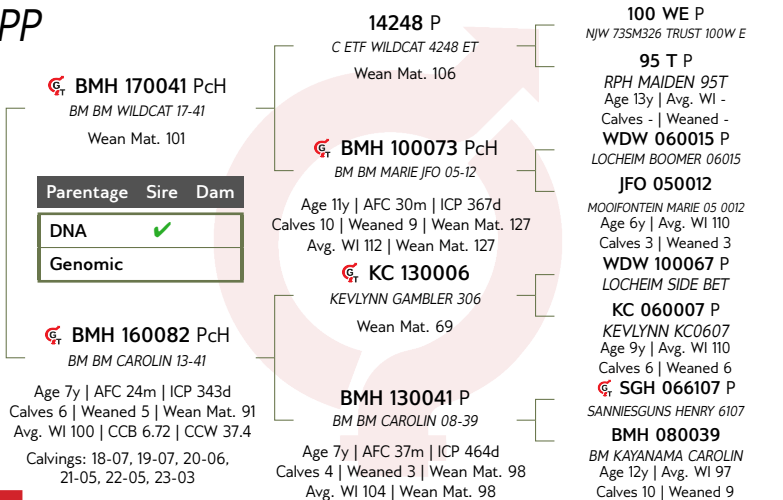 PP
GT BMH 170041 PcH
BM BM WILDCAT 17-41
Wean Mat. 101
Parentage Sire Dam
DNA ✔
Genomic
GT BMH 160082 PcH
BM BM CAROLIN 13-41
Age 7y | AFC 24m | ICP 343d
Calves 6 | Weaned 5 | Wean Mat. 91
Avg. WI 100 | CCB 6.72 | CCW 37.4
Calvings: 18-07, 19-07, 20-06,
21-05, 22-05, 23-03
14248 P
C ETF WILDCAT 4248 ET
Wean Mat. 106
GT BMH 100073 PcH
BM BM MARIE JFO 05-12
Age 11y | AFC 30m | ICP 367d
Calves 10 | Weaned 9 | Wean Mat. 127
Avg. WI 112 | Wean Mat. 127
GT KC 130006
KEVLYNN GAMBLER 306
Wean Mat. 69
BMH 130041 P
BM BM CAROLIN 08-39
Age 7y | AFC 37m | ICP 464d
Calves 4 | Weaned 3 | Wean Mat. 98
Avg. WI 104 | Wean Mat. 98
100 WE P
NJW 73SM326 TRUST 100W E
95 T P
RPH MAIDEN 95T
Age 13y | Avg. WI -
Calves - | Weaned -
WDW 060015 P
LOCHEIM BOOMER 06015
JFO 050012
MOOIFONTEIN MARIE 05 0012
Age 6y | Avg. WI 110
Calves 3 | Weaned 3
WDW 100067 P
LOCHEIM SIDE BET
KC 060007 P
KEVLYNN KC0607
Age 9y | Avg. WI 110
Calves 6 | Weaned 6
GT SGH 066107 P
SANNIESGUNS HENRY 6107
BMH 080039
BM KAYANAMA CAROLIN
Age 12y | Avg. WI 97
Calves 10 | Weaned 9